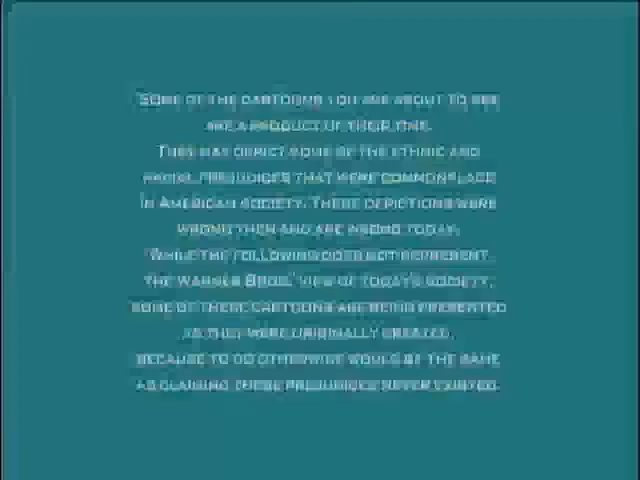 SOME OF THE CARTOONS YOU ARE ABOUT TO SEE
ARE A PRODUCT OF THEIR TIME.
THEY MAY DEPICT SOME OF THE ETHNIC AND
RACIAL PREJUDICES THAT WERE COMMONPLACE
IN AMERICAN SOCIETY. THESE DEPICTIONS WERE
WRONG THEN AND ARE WRONG TODAY.
WHILE THE FOLLOWING DOES NOT REPRESENT
THE WARNER BROS.' VIEW OF TODAY'S SOCIETY,
SOME OF THESE CARTOONS ARE BEING PRESENTED
AS THEY WERE ORIGINALLY CREATED,
BECAUSE TO DO OTHERWISE WOULD BE THE SAME
AS CLAIMING THESE PREJUDICES NEVER EXISTED.